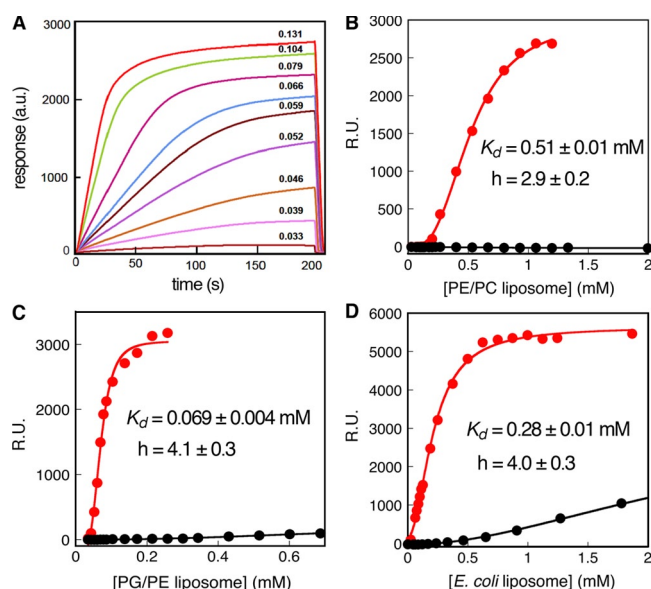 A
3000
2000
1000
0
response (a.u.)
0.131
0.104
0.079
0.066
0.059
0.052
0.046
0.039
0.033
0 50 100 150 200
time (s)
B
3000
2500
2000
1500
1000
500
0
R.U.
Kd = 0.51 ± 0.01 mM
h = 2.9 ± 0.2
0 0.5 1 1.5 2
[PE/PC liposome] (mM)
C
3000
2000
1000
0
R.U.
Kd = 0.069 ± 0.004 mM
h = 4.1 ± 0.3
0 0.2 0.4 0.6
[PG/PE liposome] (mM)
D
6000
5000
4000
3000
2000
1000
0
R.U.
Kd = 0.28 ± 0.01 mM
h = 4.0 ± 0.3
0 0.5 1 1.5 2
[E. coli liposome] (mM)